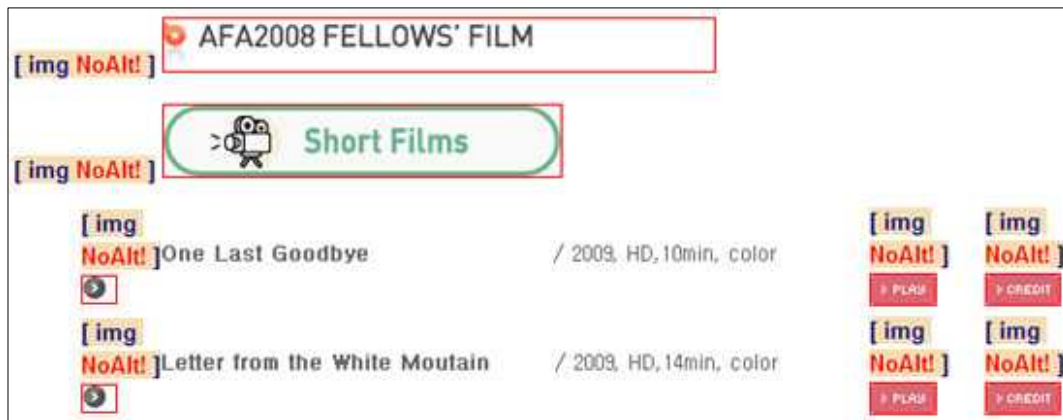 AFA2008 FELLOWS' FILM
[ img NoAlt! ]
Short Films
[ img NoAlt! ]
[ img NoAlt! ] One Last Goodbye / 2009, HD,10min, color [ img NoAlt! ] > PLAY [ img NoAlt! ] > CREDIT
[ img NoAlt! ] Letter from the White Moutain / 2009, HD,14min, color [ img NoAlt! ] > PLAY [ img NoAlt! ] > CREDIT